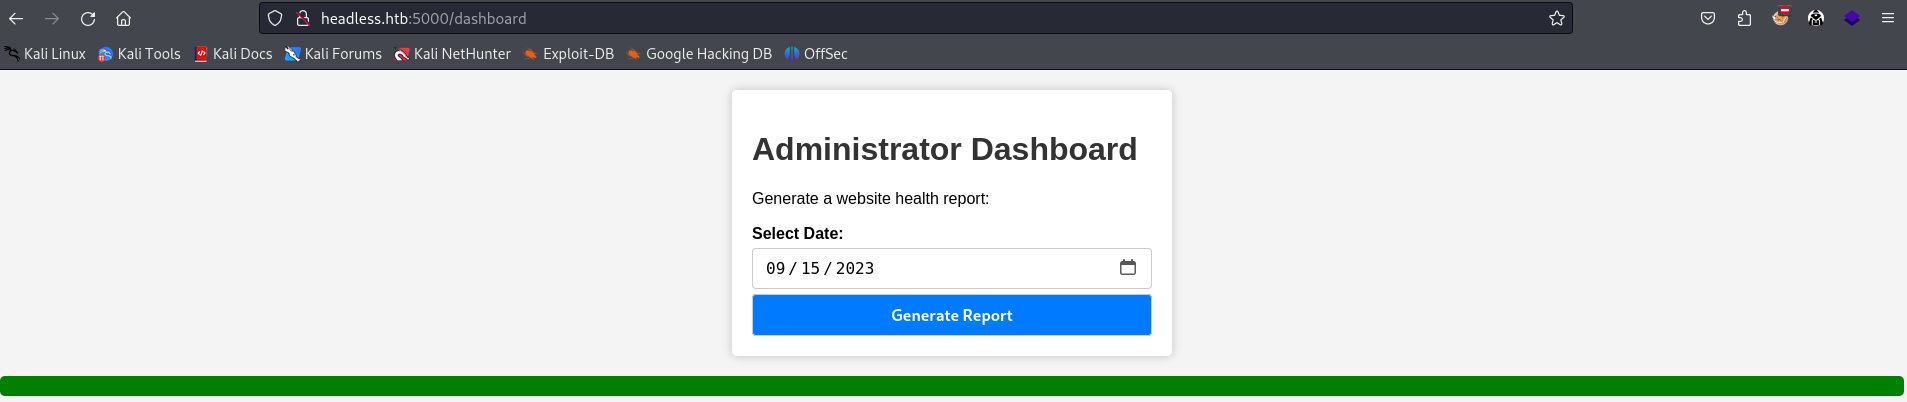 headless.htb:5000/dashboard
Kali Linux Kali Tools Kali Docs Kali Forums Kali NetHunter Exploit-DB Google Hacking DB OffSec
Administrator Dashboard
Generate a website health report:
Select Date:
09/15/2023
Generate Report